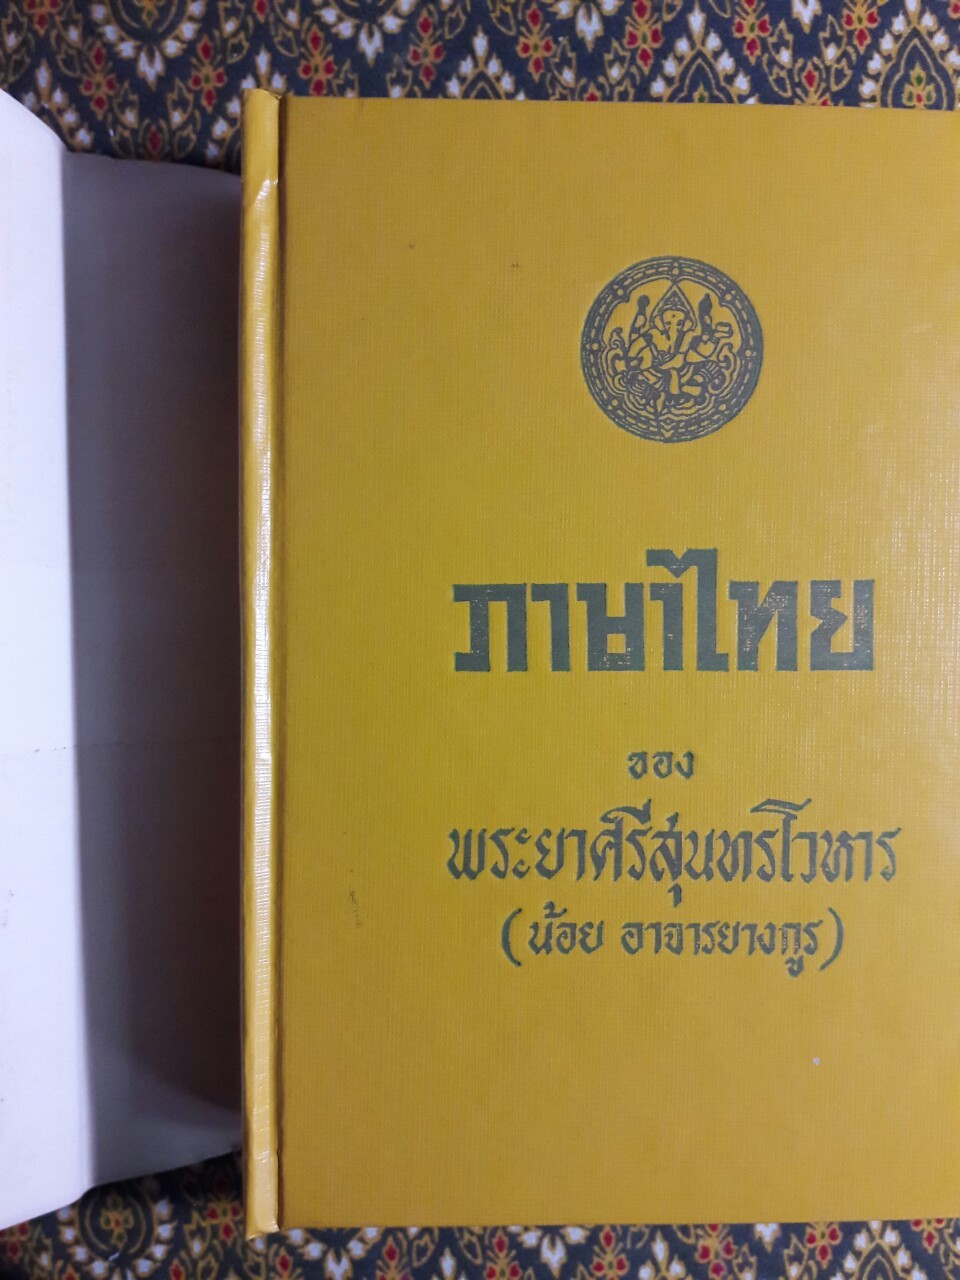 ภาษาไทย
ของ
พระยาศรีสุนทรโวหาร
(น้อย อาจารยางกูร)